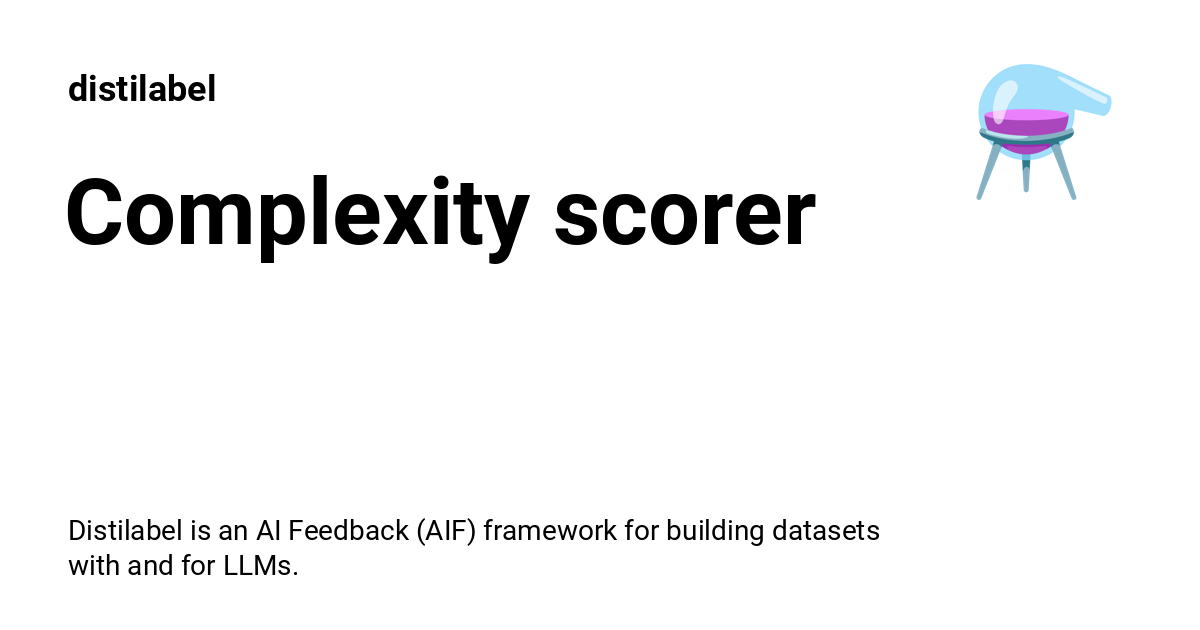 distilabel
Complexity scorer
Distilabel is an AI Feedback (AIF) framework for building datasets
with and for LLMs.